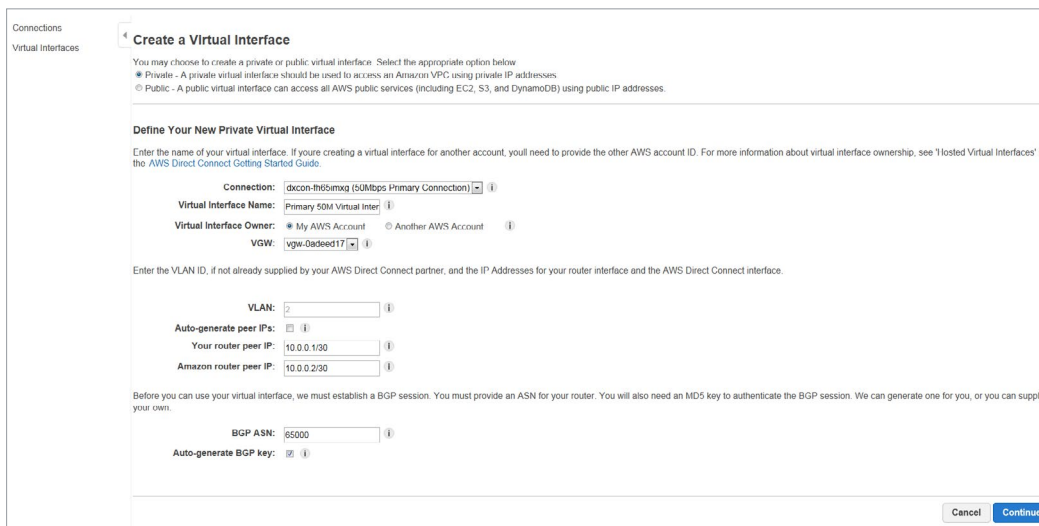 Connections
Virtual Interfaces
Create a Virtual Interface
You may choose to create a private or public virtual interface. Select the appropriate option below
Private - A private virtual interface should be used to access an Amazon VPC using private IP addresses
Public - A public virtual interface can access all AWS public services (including EC2, S3, and DynamoDB) using public IP addresses.
Define Your New Private Virtual Interface
Enter the name of your virtual interface. If youre creating a virtual interface for another account, youll need to provide the other AWS account ID. For more information about virtual interface ownership, see 'Hosted Virtual Interfaces'
the AWS Direct Connect Getting Started Guide.
Connection: dxcon-fh65imxg (50Mbps Primary Connection)
Virtual Interface Name: Primary 50M Virtual Inter
Virtual Interface Owner: My AWS Account Another AWS Account
VGW: vgw-0adeed17
Enter the VLAN ID, if not already supplied by your AWS Direct Connect partner, and the IP Addresses for your router interface and the AWS Direct Connect interface.
VLAN: 2
Auto-generate peer IPs:
Your router peer IP: 10.0.0.1/30
Amazon router peer IP: 10.0.0.2/30
Before you can use your virtual interface, we must establish a BGP session. You must provide an ASN for your router. You will also need an MD5 key to authenticate the BGP session. We can generate one for you, or you can suppl
your own.
BGP ASN: 65000
Auto-generate BGP key:
Cancel Continue